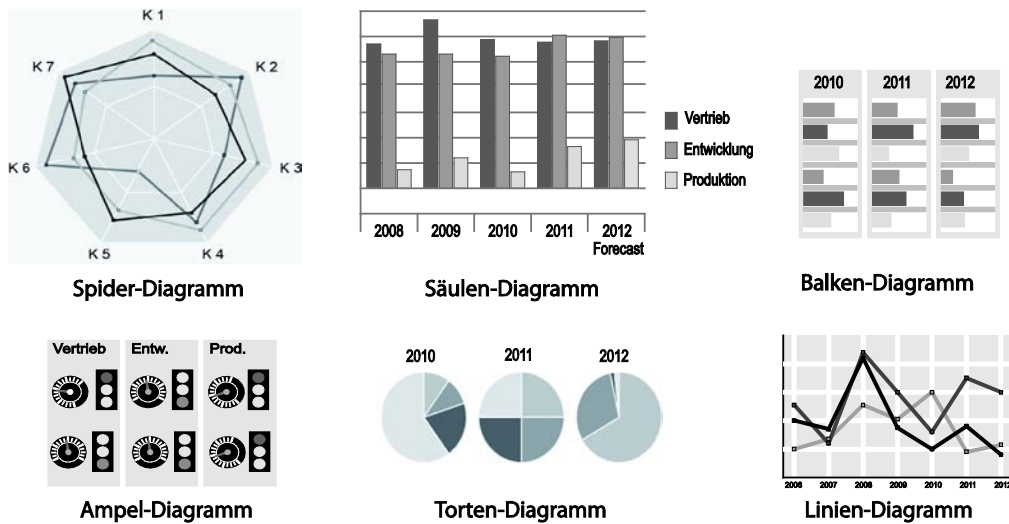 K 1
K 2
K 3
K 4
K 5
K 6
K 7
Spider-Diagramm
Vertrieb
Entwicklung
Produktion
2008 2009 2010 2011 2012
Forecast
Säulen-Diagramm
2010 2011 2012
Balken-Diagramm
Vertrieb Entw. Prod.
Ampel-Diagramm
2010 2011 2012
Torten-Diagramm
2006 2007 2008 2009 2010 2011 2012
Linien-Diagramm